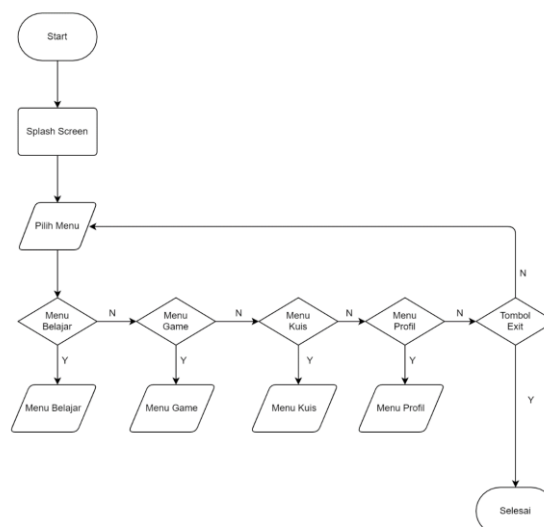 Start
Splash Screen
Pilih Menu
N
Menu
Belajar
N
Menu
Game
N
Menu
Kuis
N
Menu
Profil
N
Tombol
Exit
Y
Y
Y
Y
Menu Belajar
Menu Game
Menu Kuis
Menu Profil
Y
Selesai